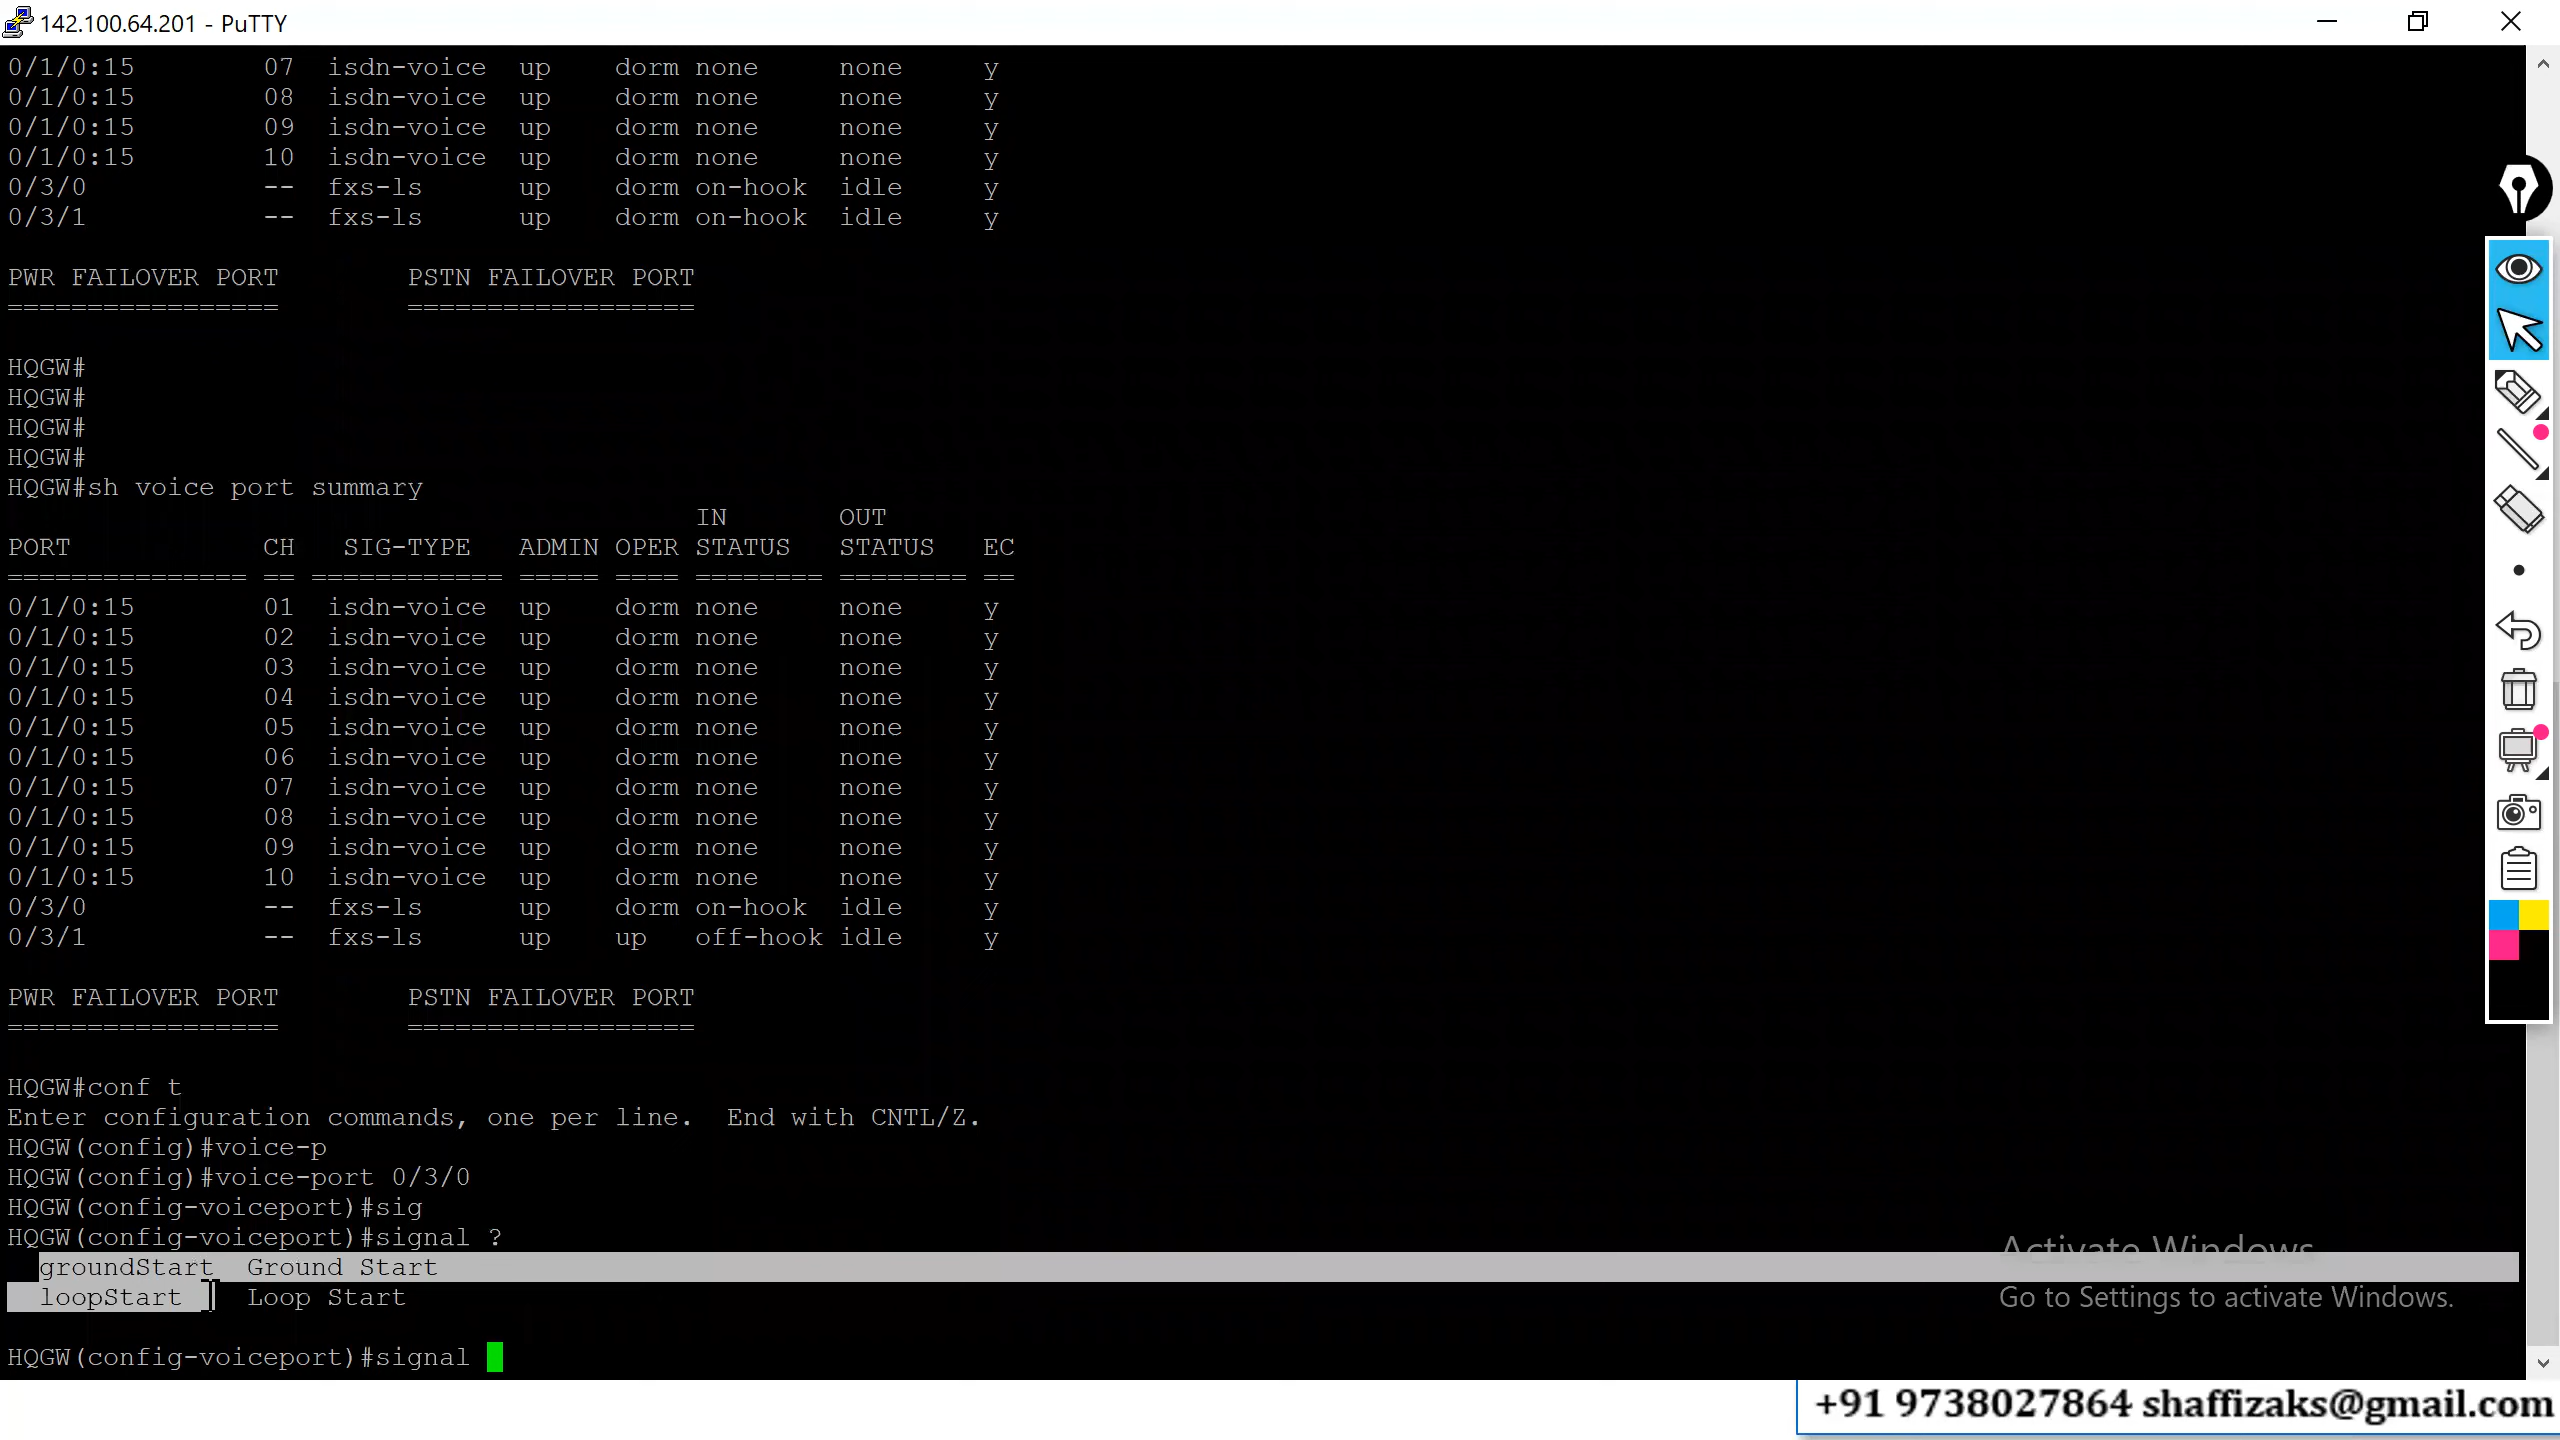 142.100.64.201 - PuTTY
0/1/0:15 07 isdn-voice up dorm none none y
0/1/0:15 08 isdn-voice up dorm none none y
0/1/0:15 09 isdn-voice up dorm none none y
0/1/0:15 10 isdn-voice up dorm none none y
0/3/0 -- fxs-ls up dorm on-hook idle y
0/3/1 -- fxs-ls up dorm on-hook idle y
PWR FAILOVER PORT PSTN FAILOVER PORT
================= ==================
HQGW#
HQGW#
HQGW#
HQGW#
HQGW#sh voice port summary
IN OUT
PORT CH SIG-TYPE ADMIN OPER STATUS STATUS EC
=============== == ============ ===== ==== ======== ======== ==
0/1/0:15 01 isdn-voice up dorm none none y
0/1/0:15 02 isdn-voice up dorm none none y
0/1/0:15 03 isdn-voice up dorm none none y
0/1/0:15 04 isdn-voice up dorm none none y
0/1/0:15 05 isdn-voice up dorm none none y
0/1/0:15 06 isdn-voice up dorm none none y
0/1/0:15 07 isdn-voice up dorm none none y
0/1/0:15 08 isdn-voice up dorm none none y
0/1/0:15 09 isdn-voice up dorm none none y
0/1/0:15 10 isdn-voice up dorm none none y
0/3/0 -- fxs-ls up dorm on-hook idle y
0/3/1 -- fxs-ls up up off-hook idle y
PWR FAILOVER PORT PSTN FAILOVER PORT
================= ==================
HQGW#conf t
Enter configuration commands, one per line. End with CNTL/Z.
HQGW(config)#voice-p
HQGW(config)#voice-port 0/3/0
HQGW(config-voiceport)#sig
HQGW(config-voiceport)#signal ?
groundStart Ground Start
loopStart Loop Start
HQGW(config-voiceport)#signal
Activate Windows
Go to Settings to activate Windows.
+91 9738027864 shaffizaks@gmail.com